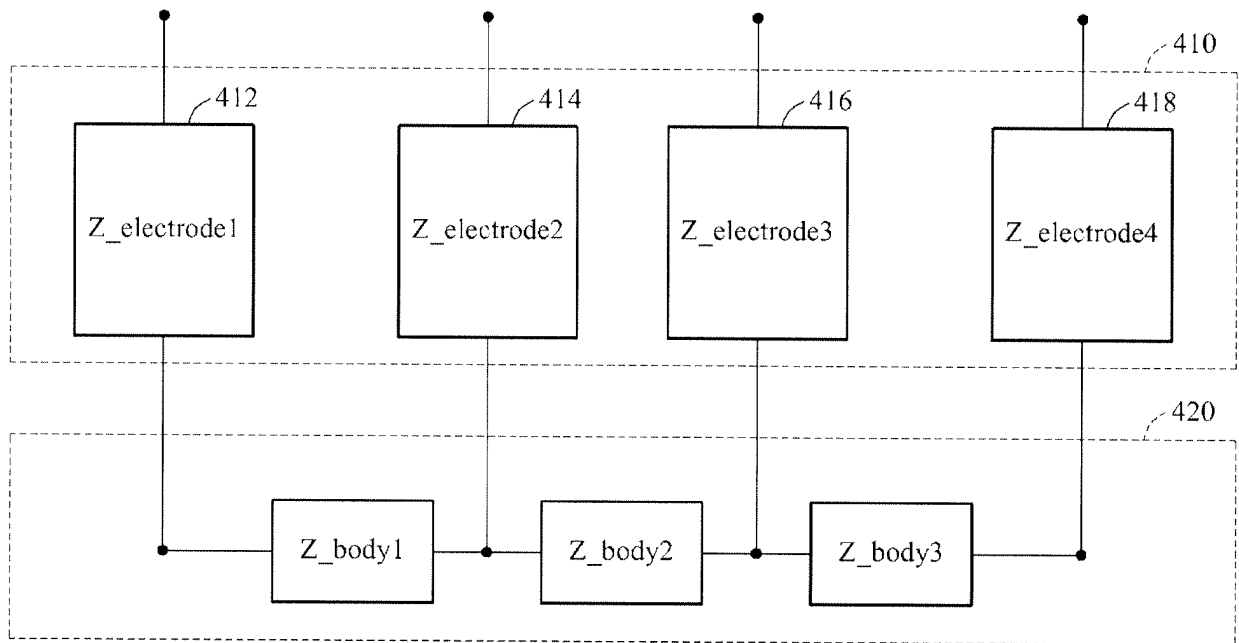 410
412
414
416
418
Z_electrode1
Z_electrode2
Z_electrode3
Z_electrode4
420
Z_body1
Z_body2
Z_body3